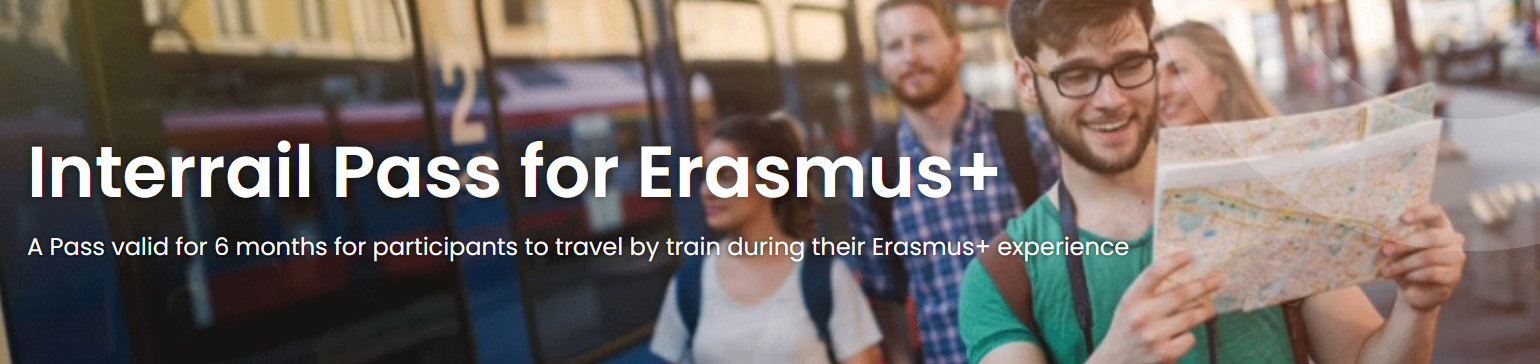 2
Interrail Pass for Erasmus+
A Pass valid for 6 months for participants to travel by train during their Erasmus+ experience